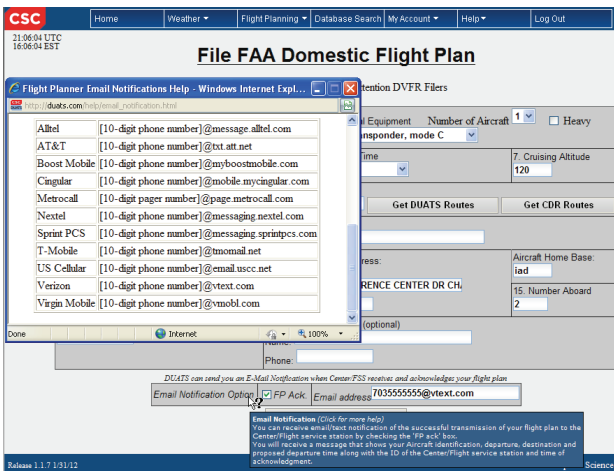 CSC Home Weather Flight Planning Database Search My Account Help Log Out
21:06:04 UTC
16:06:04 EST
File FAA Domestic Flight Plan
tention DVFR Filers
Flight Planner Email Notifications Help - Windows Internet Expl...
http://duats.com/help/email_notification.html
Alltel [10-digit phone number]@message.alltel.com
AT&T [10-digit phone number]@txt.att.net
Boost Mobile [10-digit phone number]@myboostmobile.com
Cingular [10-digit phone number]@mobile.mycingular.com
Metrocall [10-digit pager number]@page.metrocall.com
Nextel [10-digit phone number]@messaging.nextel.com
Sprint PCS [10-digit phone number]@messaging.sprintpcs.com
T-Mobile [10-digit phone number]@tmomail.net
US Cellular [10-digit phone number]@email.uscc.net
Verizon [10-digit phone number]@vtext.com
Virgin Mobile [10-digit phone number]@vmobl.com
Done Internet 100%
l Equipment Number of Aircraft 1 Heavy
nsponder, mode C
Time 7. Cruising Altitude
120
Get DUATS Routes Get CDR Routes
ress: Aircraft Home Base:
iad
RENCE CENTER DR CHA
15. Number Aboard
2
(optional)
Name:
Phone:
DUATS can send you an E-Mail Notification when Center/FSS receives and acknowledges your flight plan
Email Notification Option FP Ack. Email address 7035555555@vtext.com
Email Notification (Click for more help)
You can receive email/text notification of the successful transmission of your flight plan to the
Center/Flight service station by checking the 'FP ack' box.
You will receive a message that shows your Aircraft identification, departure, destination and
proposed departure time along with the ID of the Center/Flight service station and time of
acknowledgment.
Release 1.1.7 1/31/12 Science